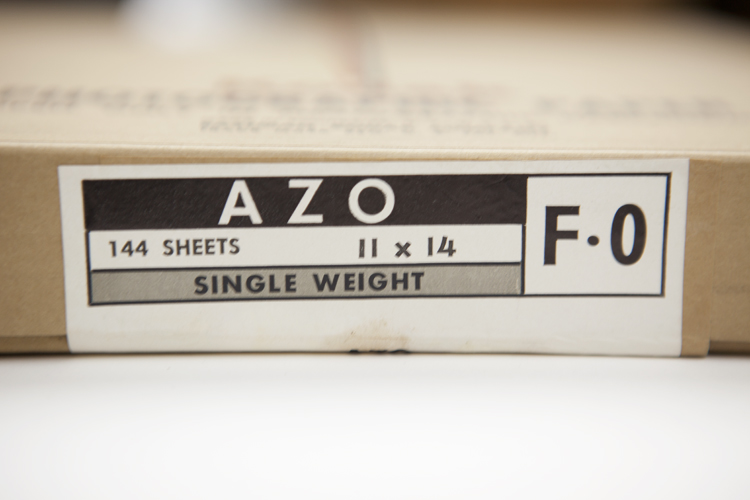 AZO
144 SHEETS 11 x 14
SINGLE WEIGHT
F·0